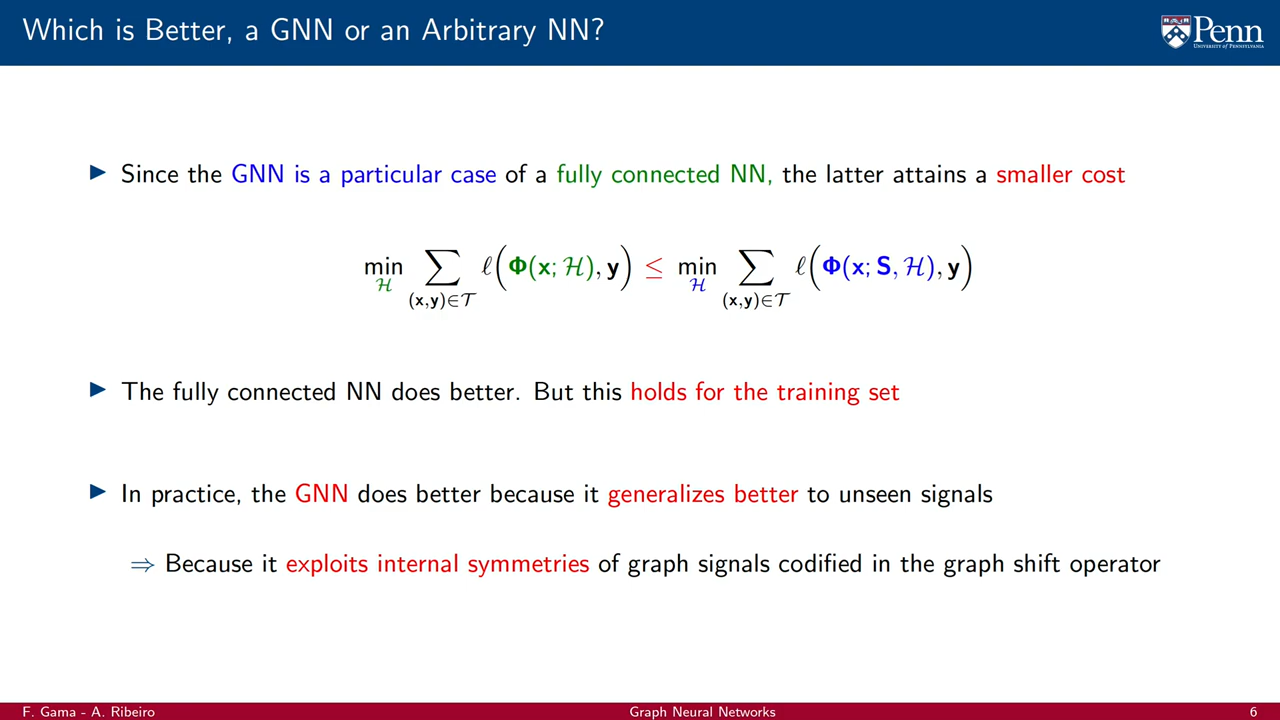 Which is Better, a GNN or an Arbitrary NN?
Penn
UNIVERSITY of PENNSYLVANIA
▶ Since the GNN is a particular case of a fully connected NN, the latter attains a smaller cost
min_ℋ ∑_{(x,y)∈𝒯} ℓ(Φ(x; ℋ), y) ≤ min_ℋ ∑_{(x,y)∈𝒯} ℓ(Φ(x; S, ℋ), y)
▶ The fully connected NN does better. But this holds for the training set
▶ In practice, the GNN does better because it generalizes better to unseen signals
⇒ Because it exploits internal symmetries of graph signals codified in the graph shift operator
F. Gama - A. Ribeiro
Graph Neural Networks
6